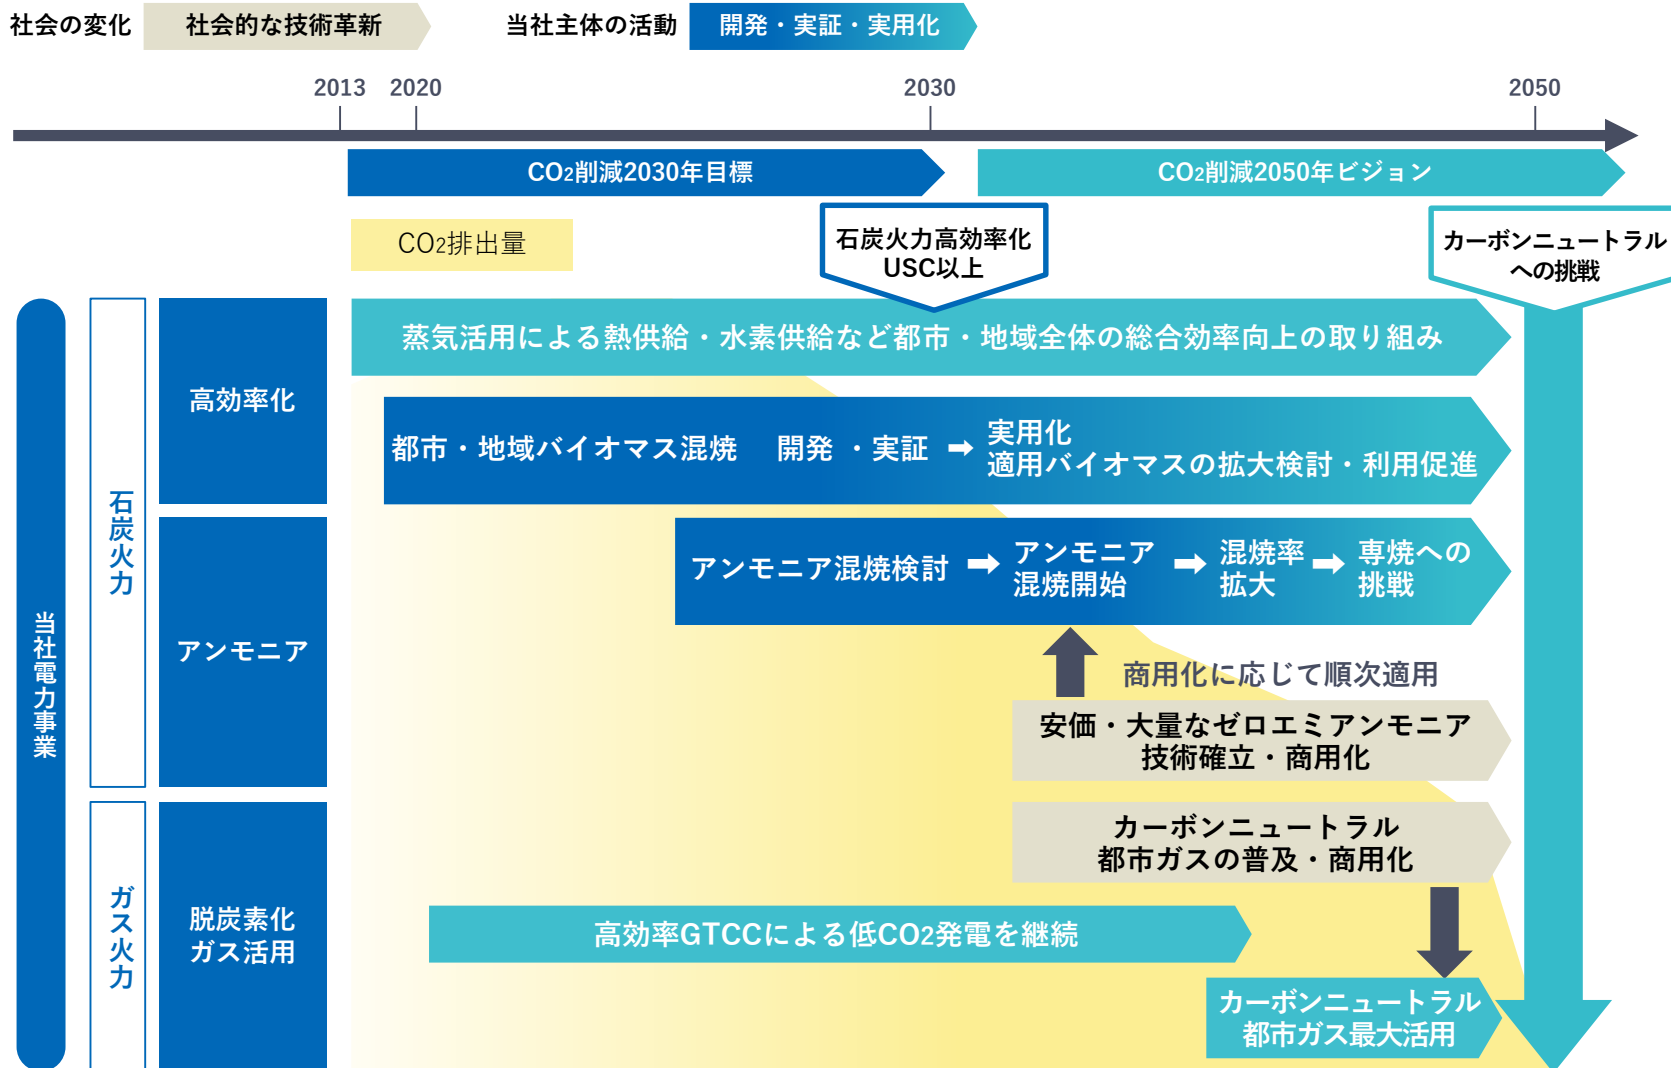 社会の変化
社会的な技術革新
当社主体の活動
開発・実証・実用化
2013
2020
2030
2050
CO2削減2030年目標
CO2削減2050年ビジョン
CO2排出量
石炭火力高効率化
USC以上
カーボンニュートラル
への挑戦
当社電力事業
石炭火力
高効率化
蒸気活用による熱供給・水素供給など都市・地域全体の総合効率向上の取り組み
都市・地域バイオマス混焼 開発・実証 ➡ 実用化
適用バイオマスの拡大検討・利用促進
アンモニア
アンモニア混焼検討 ➡
アンモニア
混焼開始
➡ 混焼率
拡大
➡ 専焼への
挑戦
商用化に応じて順次適用
安価・大量なゼロエミアンモニア
技術確立・商用化
ガス火力
脱炭素化
ガス活用
カーボンニュートラル
都市ガスの普及・商用化
高効率GTCCによる低CO2発電を継続
カーボンニュートラル
都市ガス最大活用